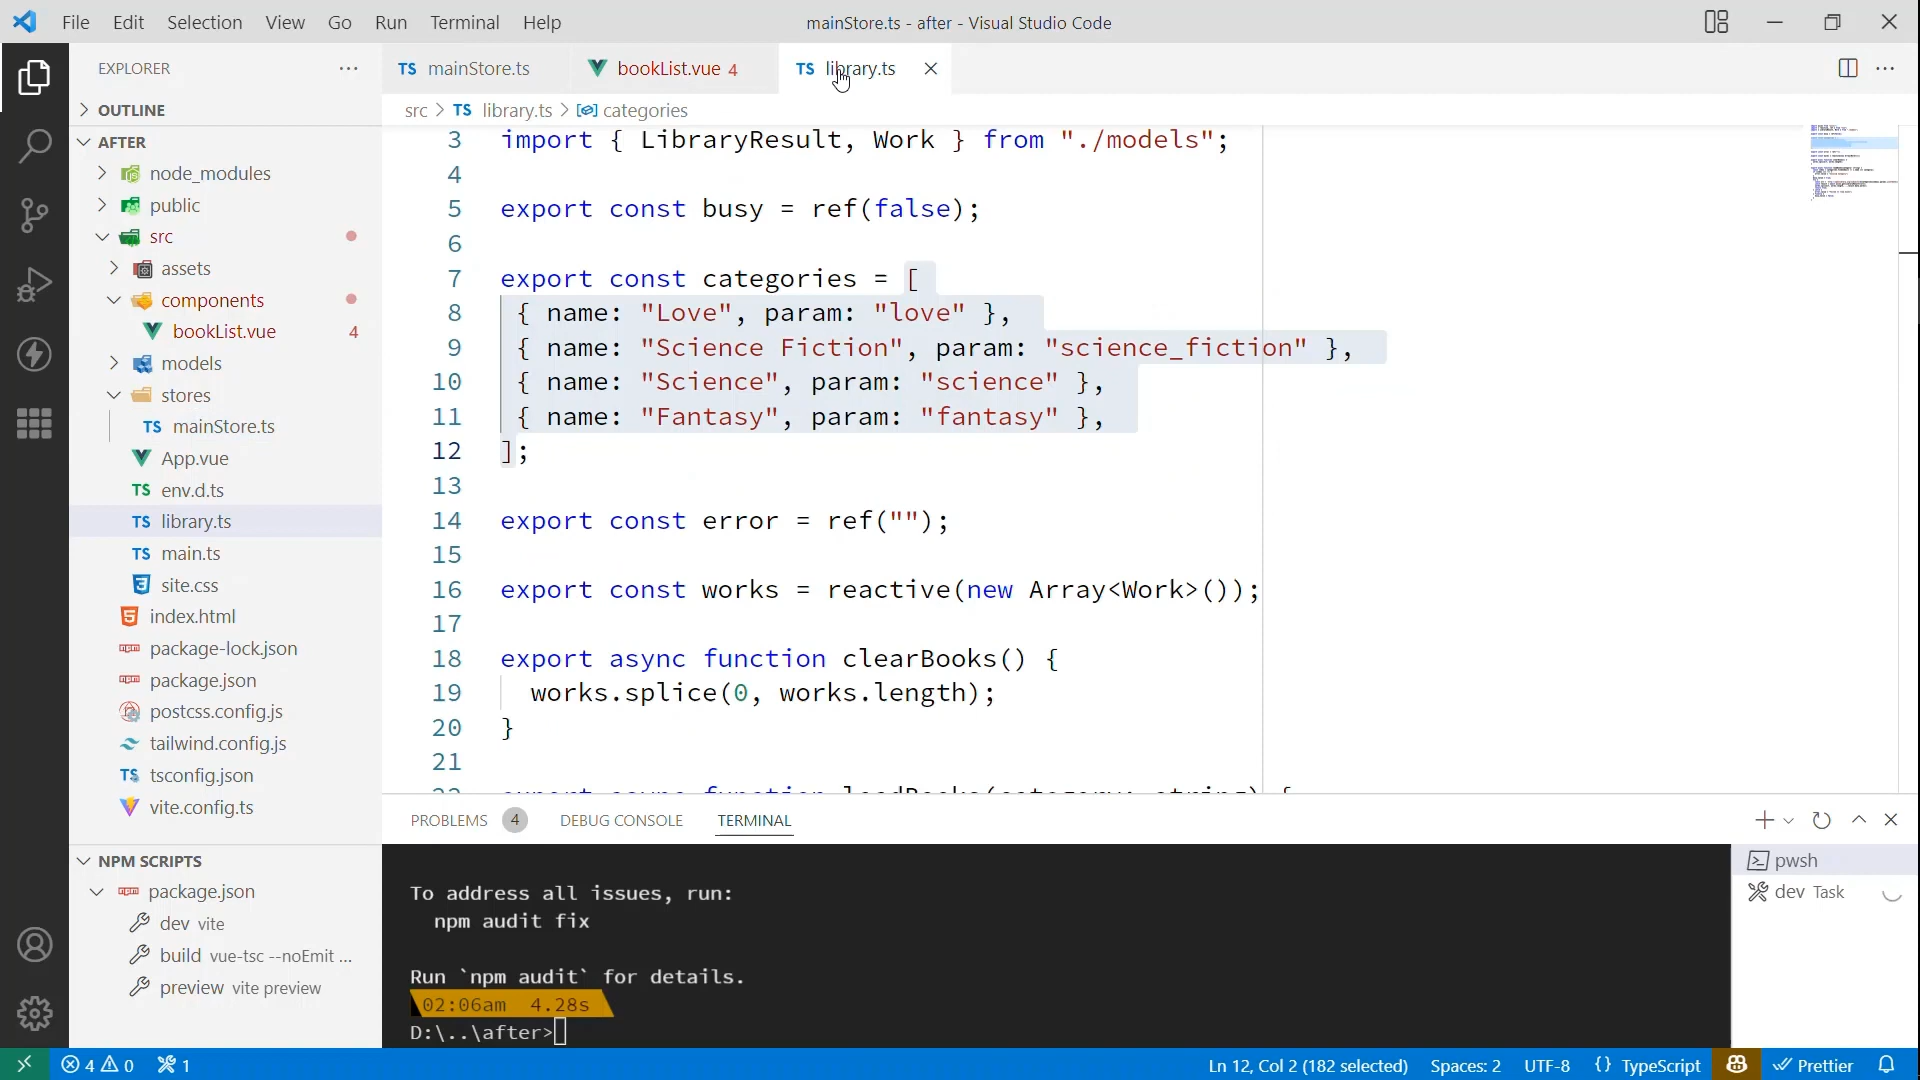 File Edit Selection View Go Run Terminal Help
mainStore.ts - after - Visual Studio Code
EXPLORER
OUTLINE
AFTER
node_modules
public
src
assets
components
bookList.vue 4
models
stores
TS mainStore.ts
App.vue
TS env.d.ts
TS library.ts
TS main.ts
site.css
index.html
package-lock.json
package.json
postcss.config.js
tailwind.config.js
TS tsconfig.json
vite.config.ts
NPM SCRIPTS
package.json
dev vite
build vue-tsc --noEmit ...
preview vite preview
TS mainStore.ts bookList.vue 4 TS library.ts
src > TS library.ts > categories
3 import { LibraryResult, Work } from "./models";
4
5 export const busy = ref(false);
6
7 export const categories = [
8 { name: "Love", param: "love" },
9 { name: "Science Fiction", param: "science_fiction" },
10 { name: "Science", param: "science" },
11 { name: "Fantasy", param: "fantasy" },
12 ];
13
14 export const error = ref("");
15
16 export const works = reactive(new Array<Work>());
17
18 export async function clearBooks() {
19 works.splice(0, works.length);
20 }
21
22 export async function loadBooks(category: string) {
PROBLEMS 4 DEBUG CONSOLE TERMINAL
To address all issues, run:
npm audit fix
Run `npm audit` for details.
02:06am 4.28s
D:\..\after>
pwsh
dev Task
4 0 1
Ln 12, Col 2 (182 selected) Spaces: 2 UTF-8 {} TypeScript Prettier